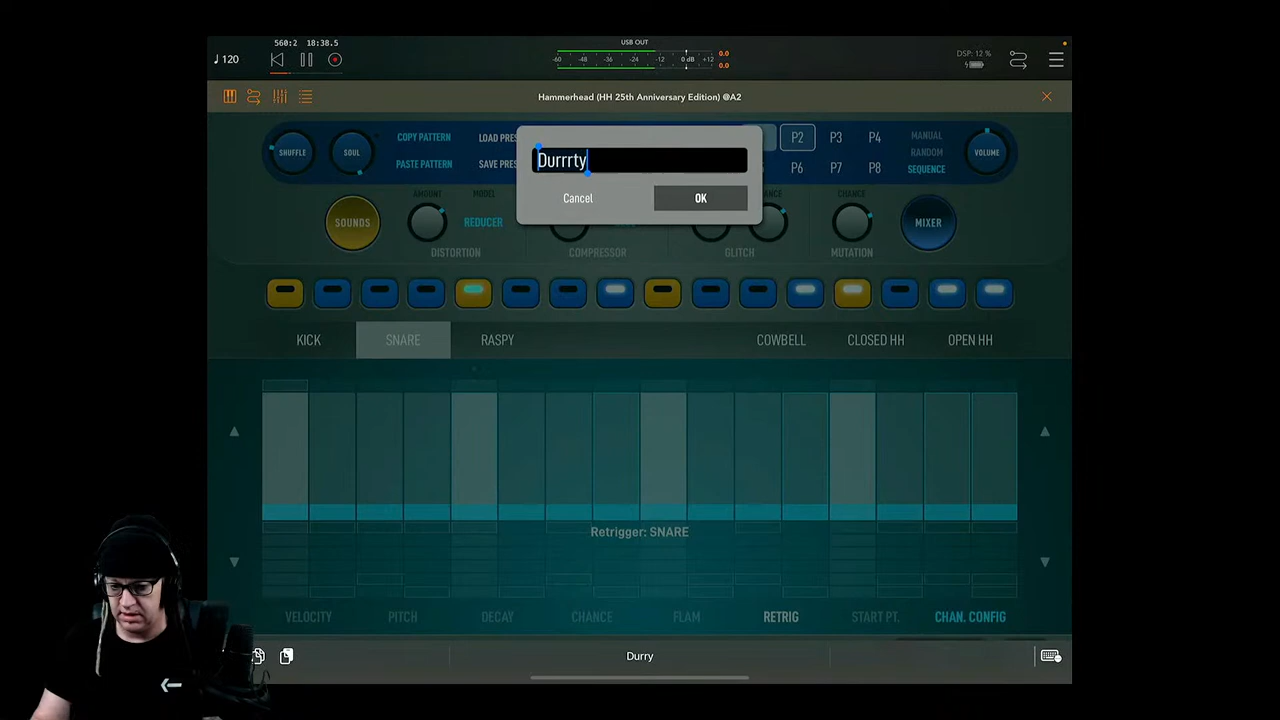 560:2 18:38.5
USB OUT
♩120
-60 -48 -36 -24 -12 0 dB +12
0.0
0.0
DSP: 12 %
Hammerhead (HH 25th Anniversary Edition) @A2
SHUFFLE
SOUL
COPY PATTERN
PASTE PATTERN
LOAD PRES
SAVE PRES
Durrrty
Cancel
OK
P2 P3 P4
P6 P7 P8
MANUAL
RANDOM
SEQUENCE
VOLUME
SOUNDS
AMOUNT
MODEL
REDUCER
DISTORTION
COMPRESSOR
ANCE
GLITCH
CHANCE
MUTATION
MIXER
KICK SNARE RASPY COWBELL CLOSED HH OPEN HH
Retrigger: SNARE
VELOCITY PITCH DECAY CHANCE FLAM RETRIG START PT. CHAN. CONFIG
Durry